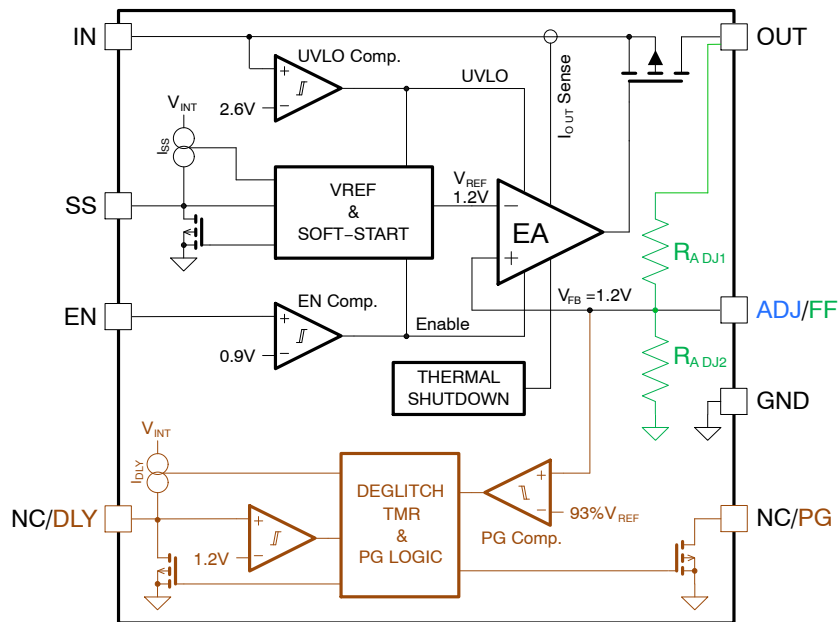 IN
OUT
UVLO Comp.
UVLO
+
−
2.6V
IOUT Sense
VINT
ISS
VREF
1.2V
VREF
&
SOFT−START
SS
−
EA
+
RADJ1
VFB =1.2V
ADJ/FF
EN
EN Comp.
+
−
0.9V
Enable
RADJ2
THERMAL
SHUTDOWN
GND
VINT
IDLY
DEGLITCH
TMR
&
PG LOGIC
+
−
93%VREF
PG Comp.
NC/DLY
+
−
1.2V
NC/PG